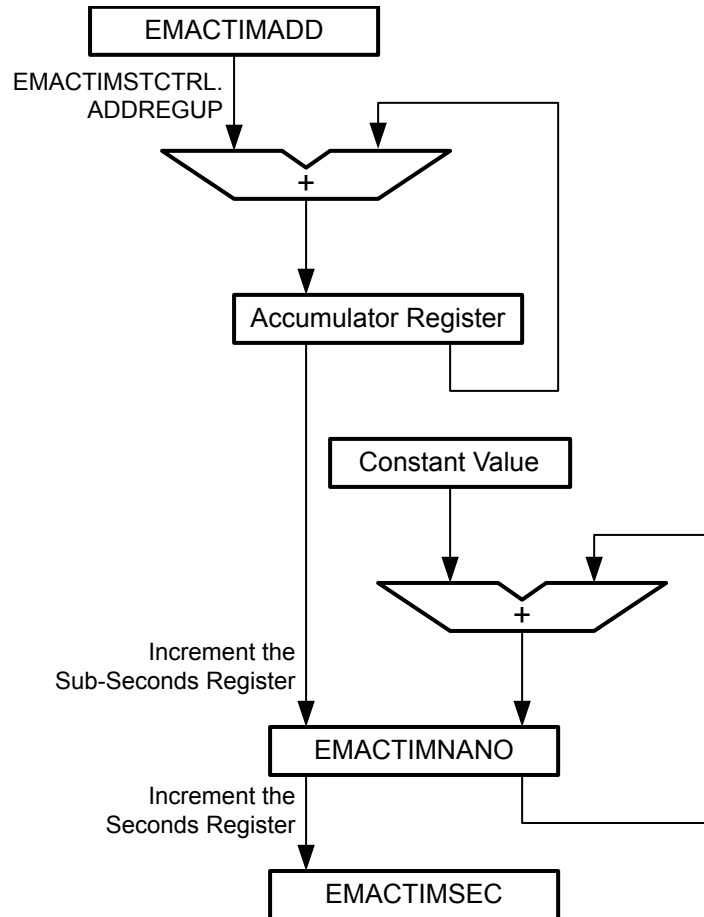 EMACTIMADD
EMACTIMSTCTRL.
ADDREGUP
+
Accumulator Register
Constant Value
+
Increment the
Sub-Seconds Register
EMACTIMNANO
Increment the
Seconds Register
EMACTIMSEC